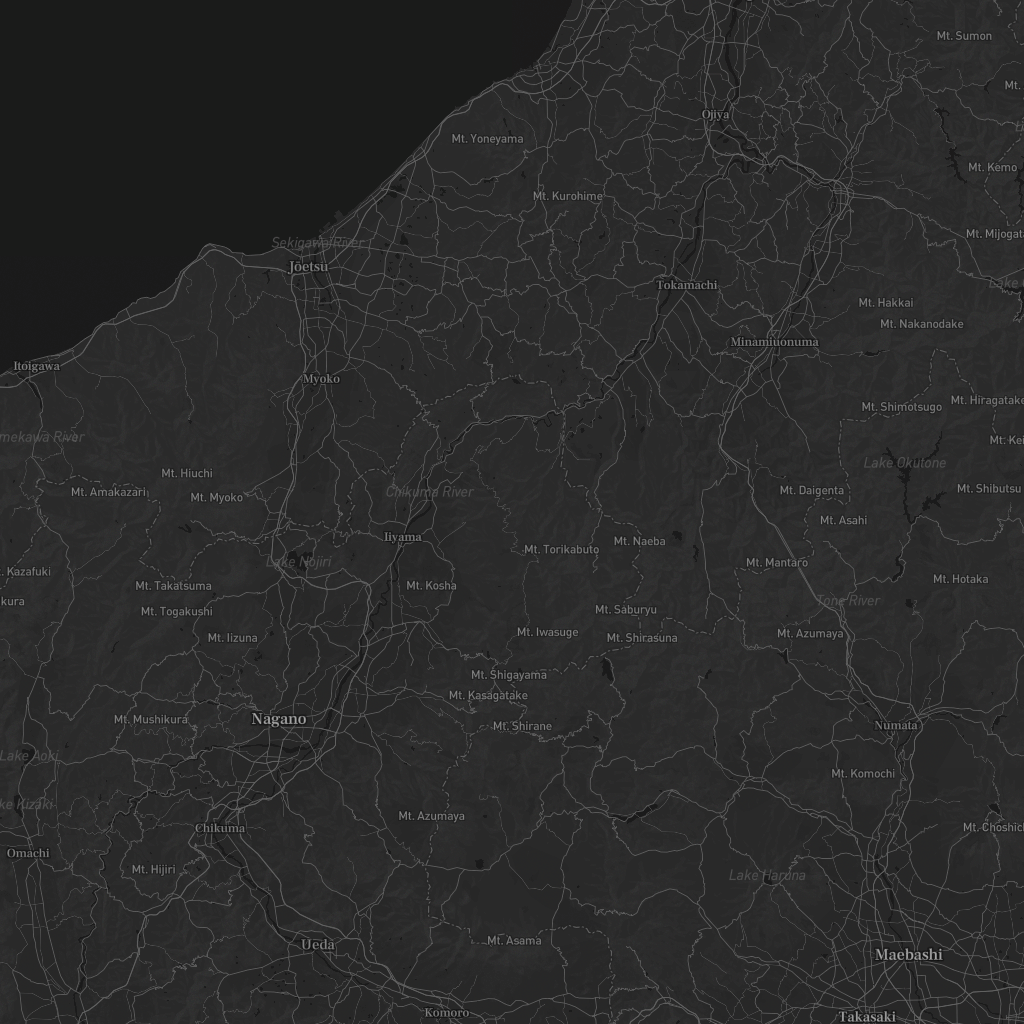 Mt. Sumon
Mt.
Ojiya
Mt. Yoneyama
Mt. Kemo
Mt. Kurohime
Mt. Mijogat
Sekigawa River
Jōetsu
Lake
Tokamachi
Mt. Hakkai
Mt. Nakanodake
Minamiuonuma
Itoigawa
Myoko
Mt. Hiragatake
Mt. Shimotsugo
mekawa River
Mt. Kei
Lake Okutone
Mt. Hiuchi
Mt. Amakazari
Mt. Myoko
Chikuma River
Mt. Daigenta
Mt. Shibutsu
Mt. Asahi
Iiyama
Mt. Naeba
Mt. Torikabuto
Lake Nojiri
Mt. Mantaro
. Kazafuki
Mt. Takatsuma
Mt. Kosha
Mt. Hotaka
kura
Tone River
Mt. Togakushi
Mt. Saburyu
Mt. Iizuna
Mt. Iwasuge
Mt. Shirasuna
Mt. Azumaya
Mt. Shigayama
Mt. Kasagatake
Mt. Mushikura
Nagano
Mt. Shirane
Numata
Lake Aoki
Mt. Komochi
ke Kizaki
Mt. Azumaya
Chikuma
Mt. Choshich
Omachi
Mt. Hijiri
Lake Haruna
Ueda
Mt. Asama
Maebashi
Komoro
Takasaki